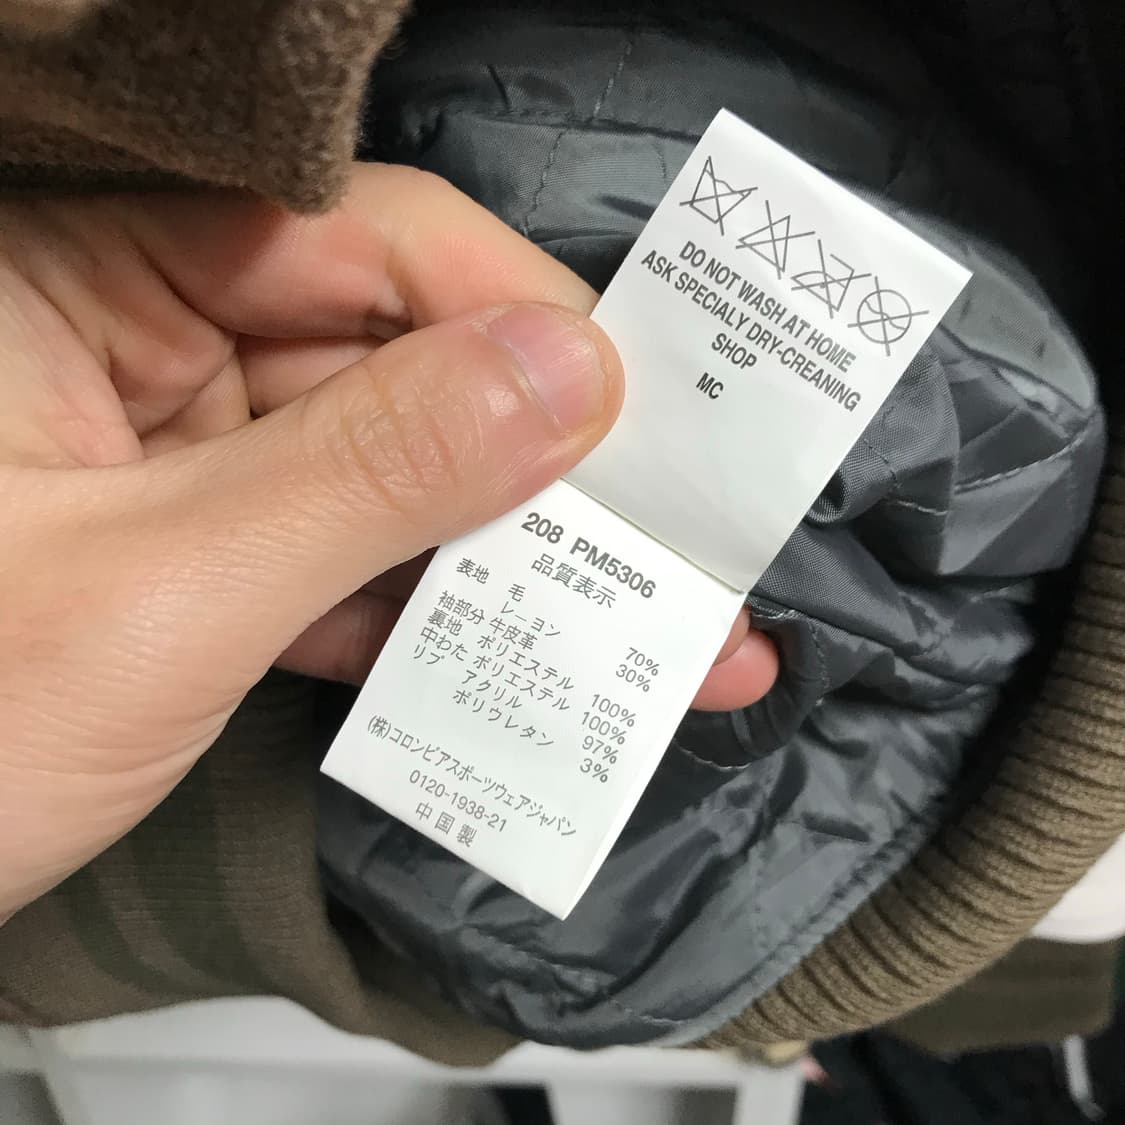 DO NOT WASH AT HOME
ASK SPECIALY DRY-CREANING
SHOP
MC
208 PM5306
品質表示
表地 毛 70%
レーヨン 30%
袖部分 牛皮革
裏地 ポリエステル 100%
中わた ポリエステル 100%
リブ アクリル 97%
ポリウレタン 3%
(株)コロンビアスポーツウェアジャパン
0120-1938-21
中国製